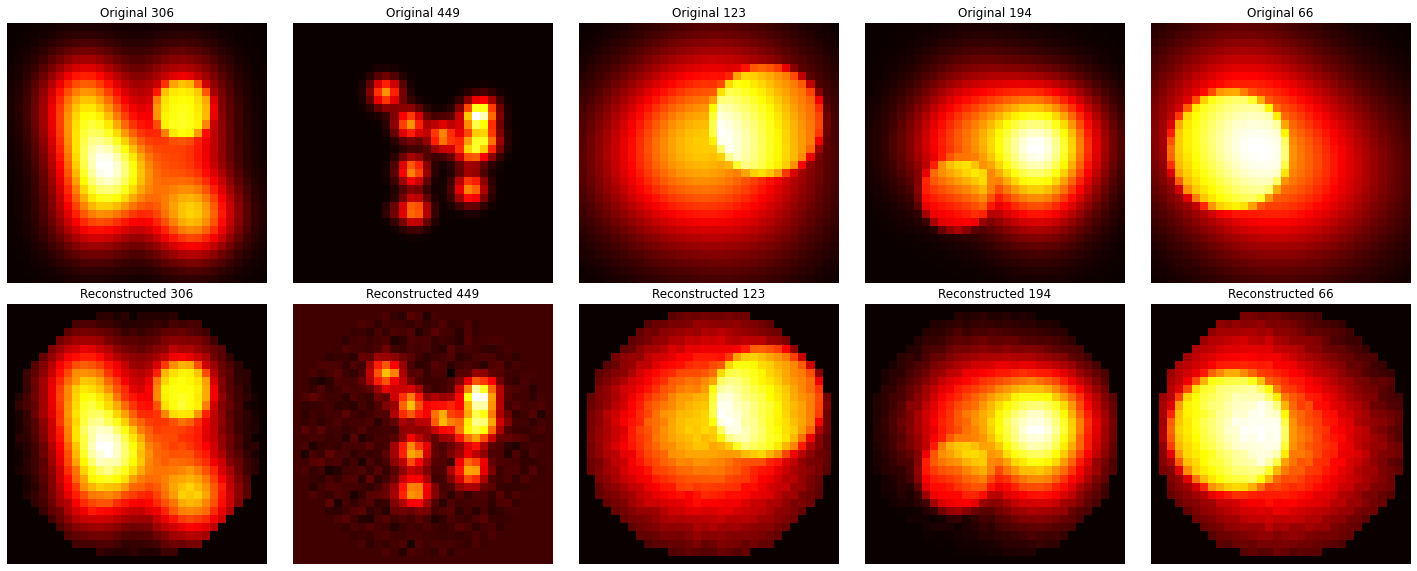 Original 306
Original 449
Original 123
Original 194
Original 66
Reconstructed 306
Reconstructed 449
Reconstructed 123
Reconstructed 194
Reconstructed 66